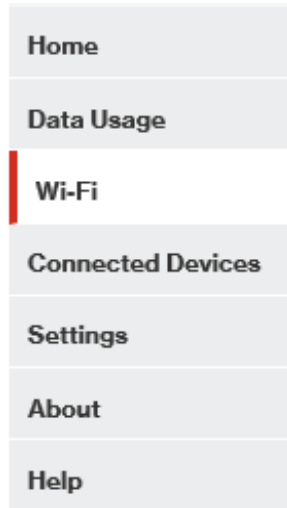 Home
Data Usage
Wi-Fi
Connected Devices
Settings
About
Help